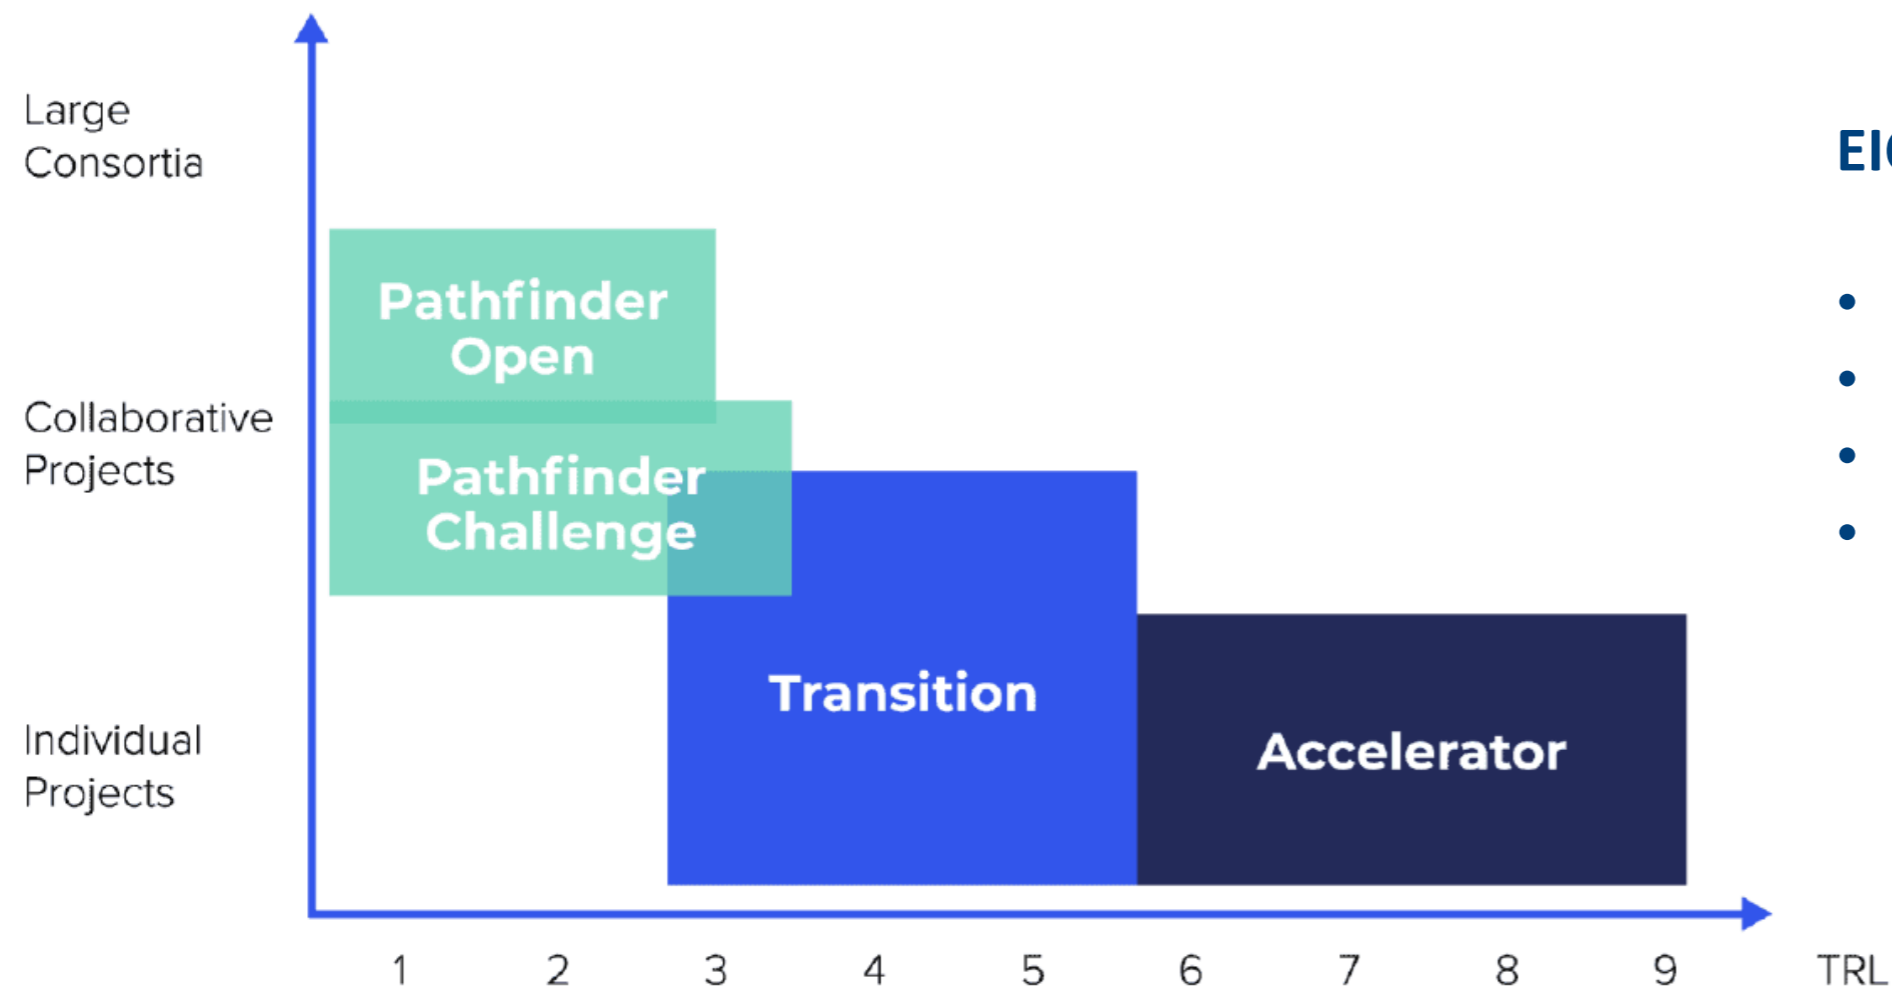 Large
Consortia
Pathfinder
Open
Collaborative
Projects
Pathfinder
Challenge
Transition
Individual
Projects
Accelerator
1 2 3 4 5 6 7 8 9 TRL
•
•
•
•